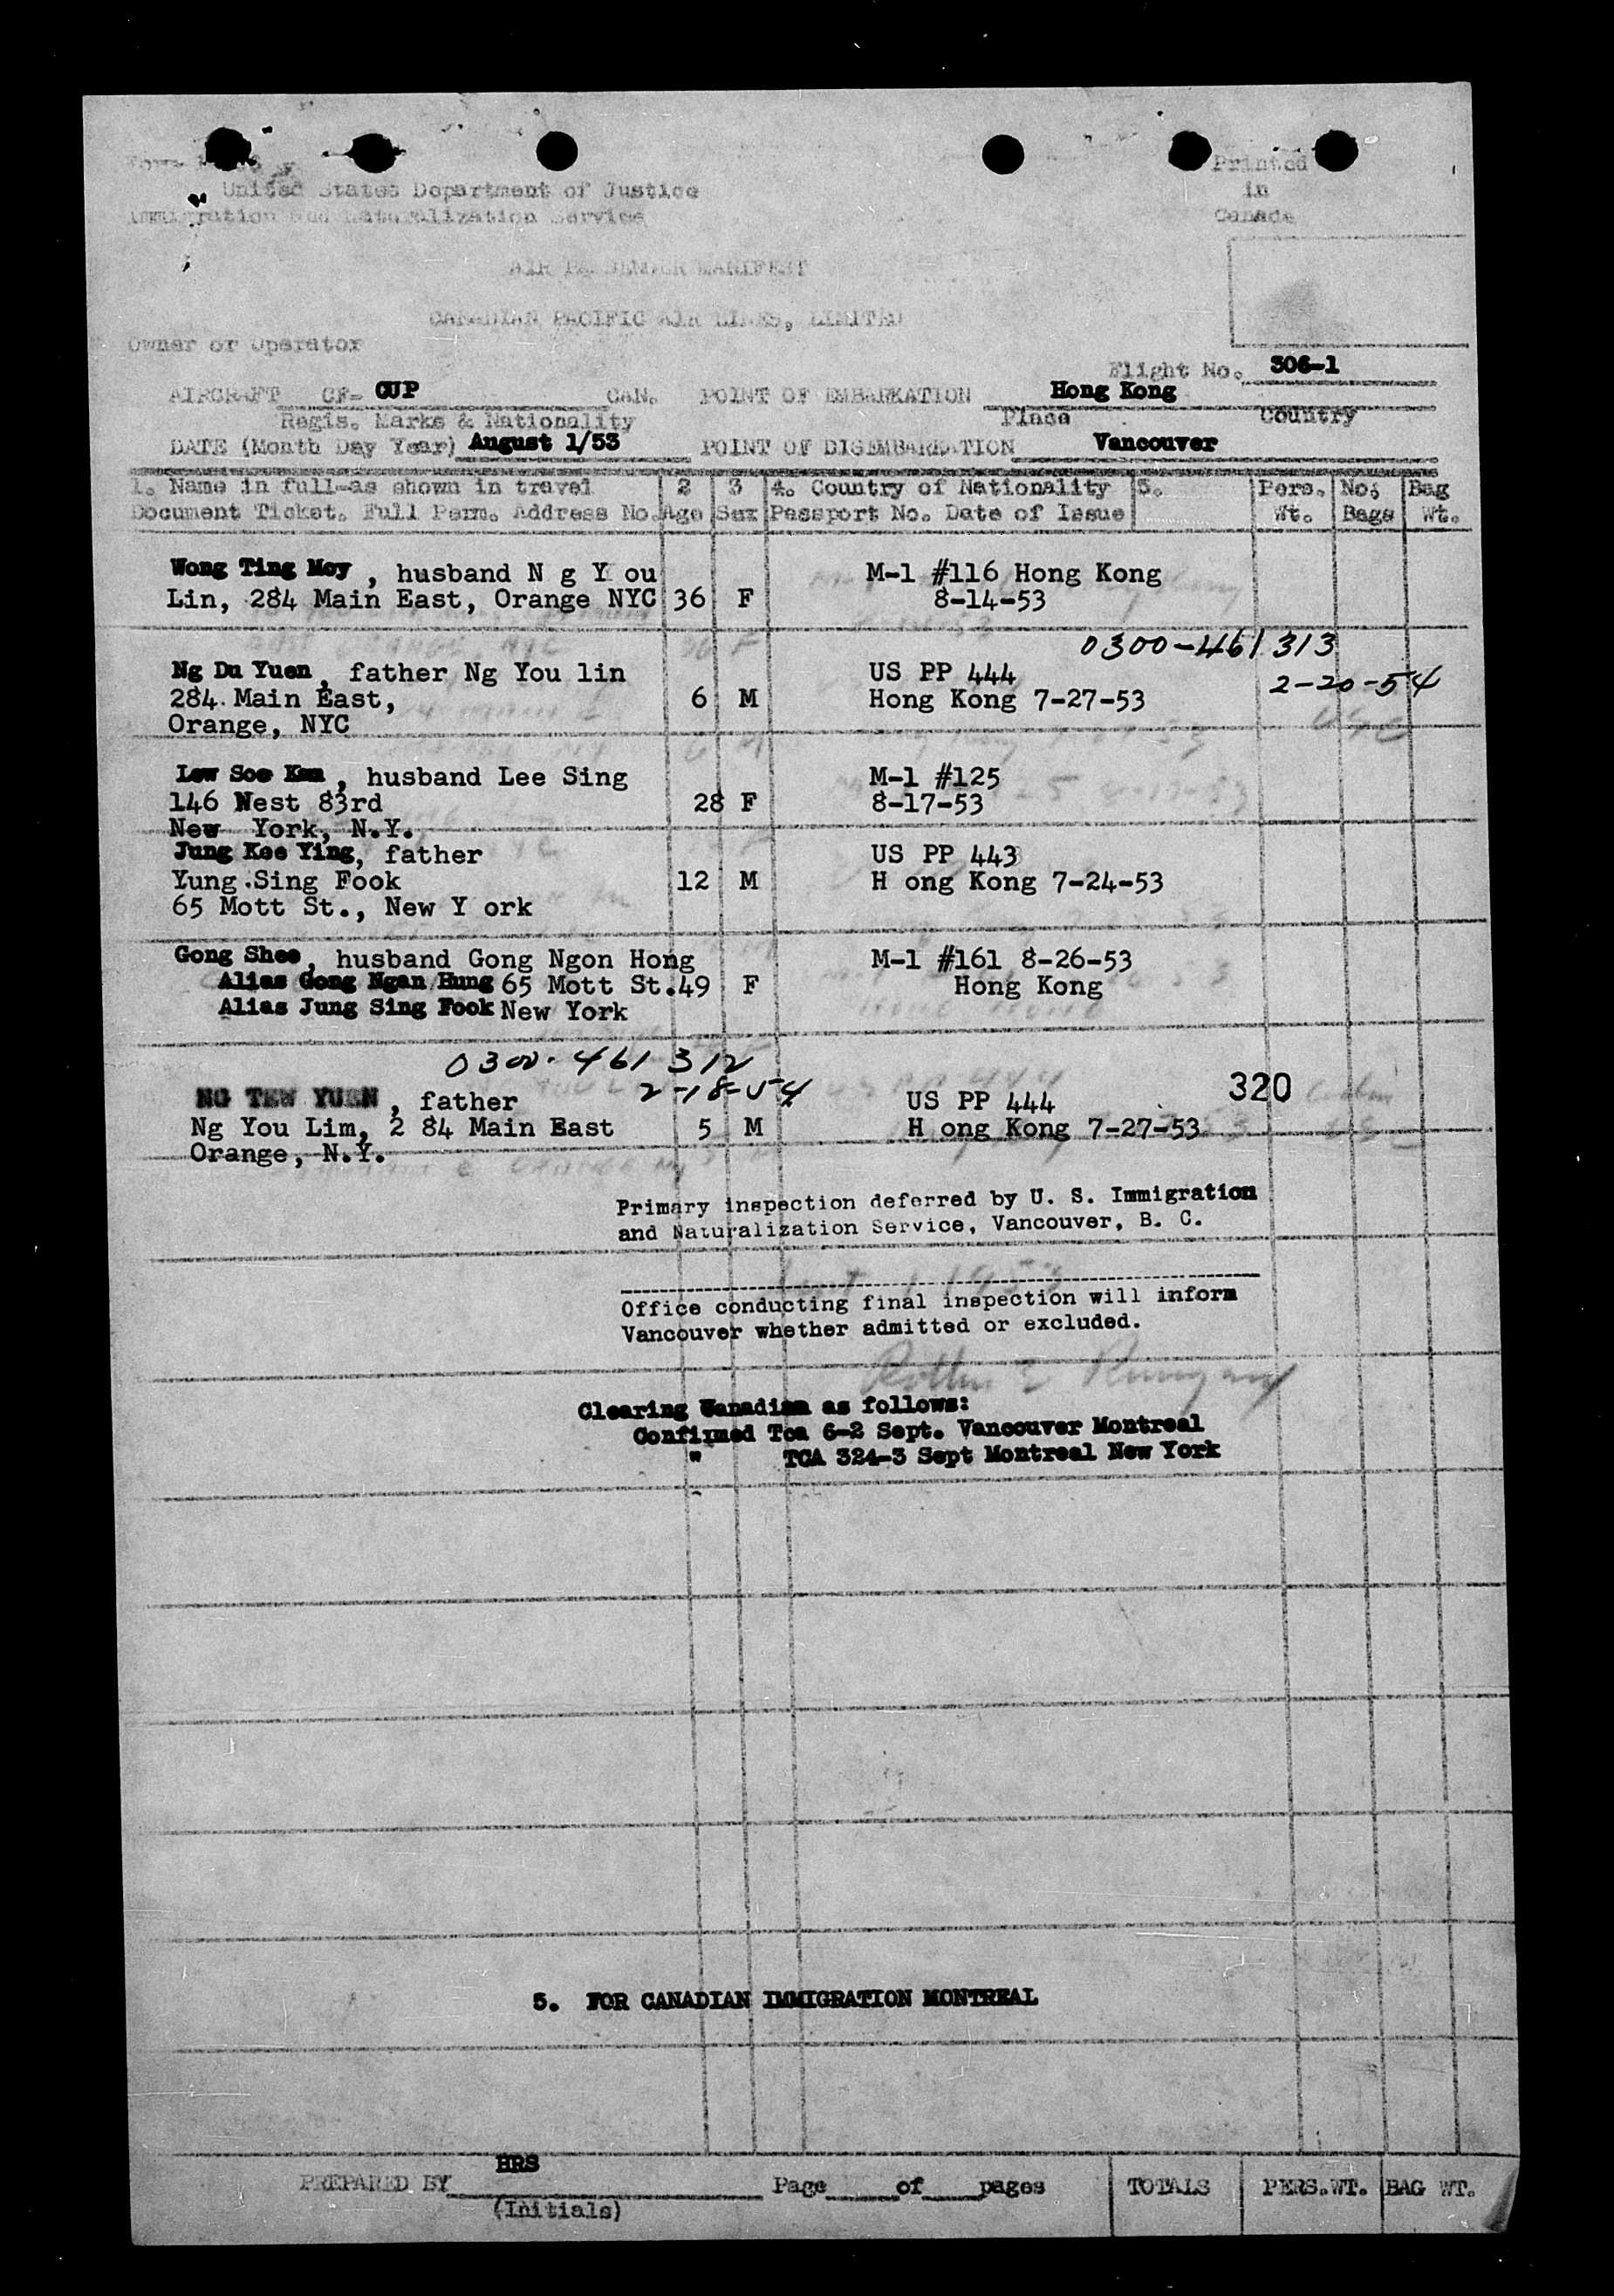 Form
Printed
United States Department of Justice
in
Immigration and Naturalization Service
Canada
AIR PASSENGER MANIFEST
CANADIAN PACIFIC AIR LINES, LIMITED
Owner or Operator
Flight No. 306-1
AIRCRAFT CF- CUP CAN. POINT OF EMBARKATION Hong Kong
Regis. Marks & Nationality Place Country
DATE (Month Day Year) August 1/53 POINT OF DISEMBARKATION Vancouver
1. Name in full-as shown in travel 2 3 4. Country of Nationality 5. Pers. No; Bag
Document Ticket. Full Perm. Address No. Age Sex Passport No. Date of Issue Wt. Bags Wt.
Wong Ting Moy, husband N g Y ou M-1 #116 Hong Kong
Lin, 284 Main East, Orange NYC 36 F 8-14-53
0300-461313
Ng Du Yuen, father Ng You lin US PP 444 2-20-54
284 Main East, 6 M Hong Kong 7-27-53
Orange, NYC
Low Soo Kam, husband Lee Sing M-1 #125
146 West 83rd 28 F 8-17-53
New York, N.Y.
Jung Kee Ying, father US PP 443
Yung Sing Fook 12 M H ong Kong 7-24-53
65 Mott St., New Y ork
Gong Shee, husband Gong Ngon Hong M-1 #161 8-26-53
Alias Gong Ngan Hung 65 Mott St. 49 F Hong Kong
Alias Jung Sing Fook New York
0300-461312
2-18-54
NG TEW YUEN, father US PP 444 320
Ng You Lim, 2 84 Main East 5 M H ong Kong 7-27-53
Orange, N.Y.
Primary inspection deferred by U. S. Immigration
and Naturalization Service, Vancouver, B. C.
Office conducting final inspection will inform
Vancouver whether admitted or excluded.
Clearing Canadian as follows:
Confirmed Tca 6-2 Sept. Vancouver Montreal
" TCA 324-3 Sept Montreal New York
5. FOR CANADIAN IMMIGRATION MONTREAL
PREPARED BY HRS Page of pages TOTALS PERS.WT. BAG WT.
(Initials)